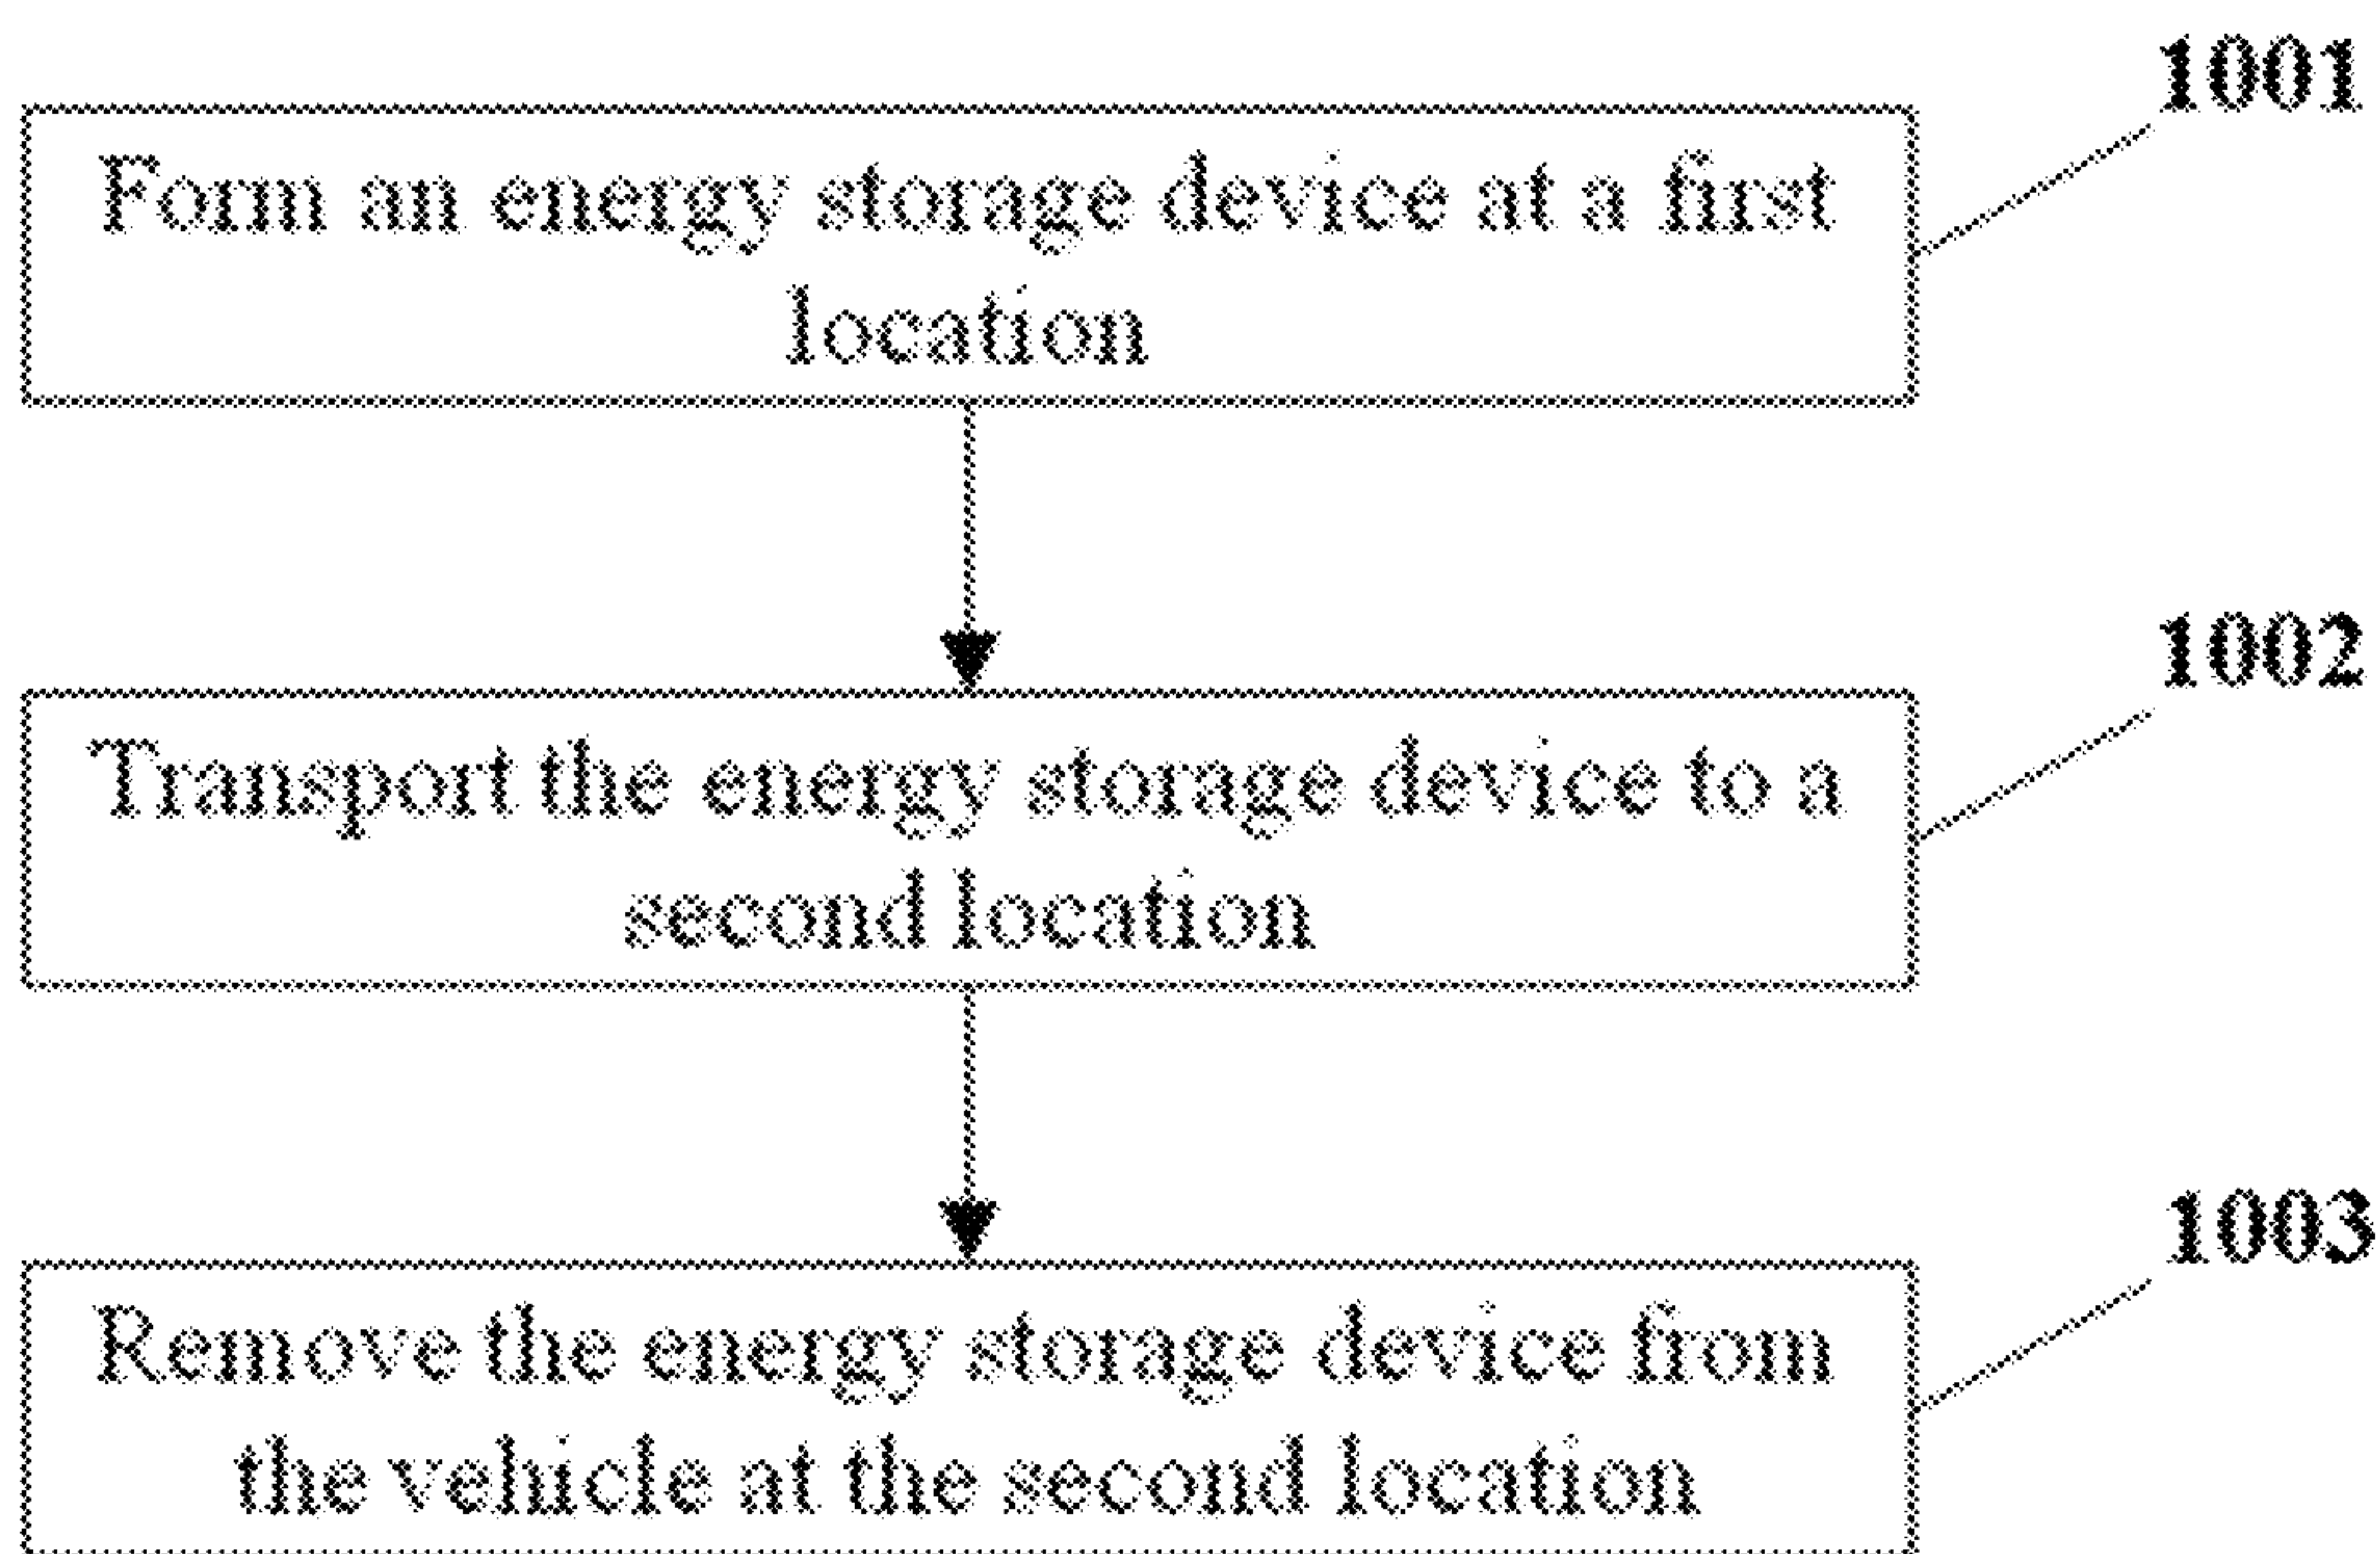 1001
Form an energy storage device at a first
location
1002
Transport the energy storage device to a
second location
1003
Remove the energy storage device from
the vehicle at the second location